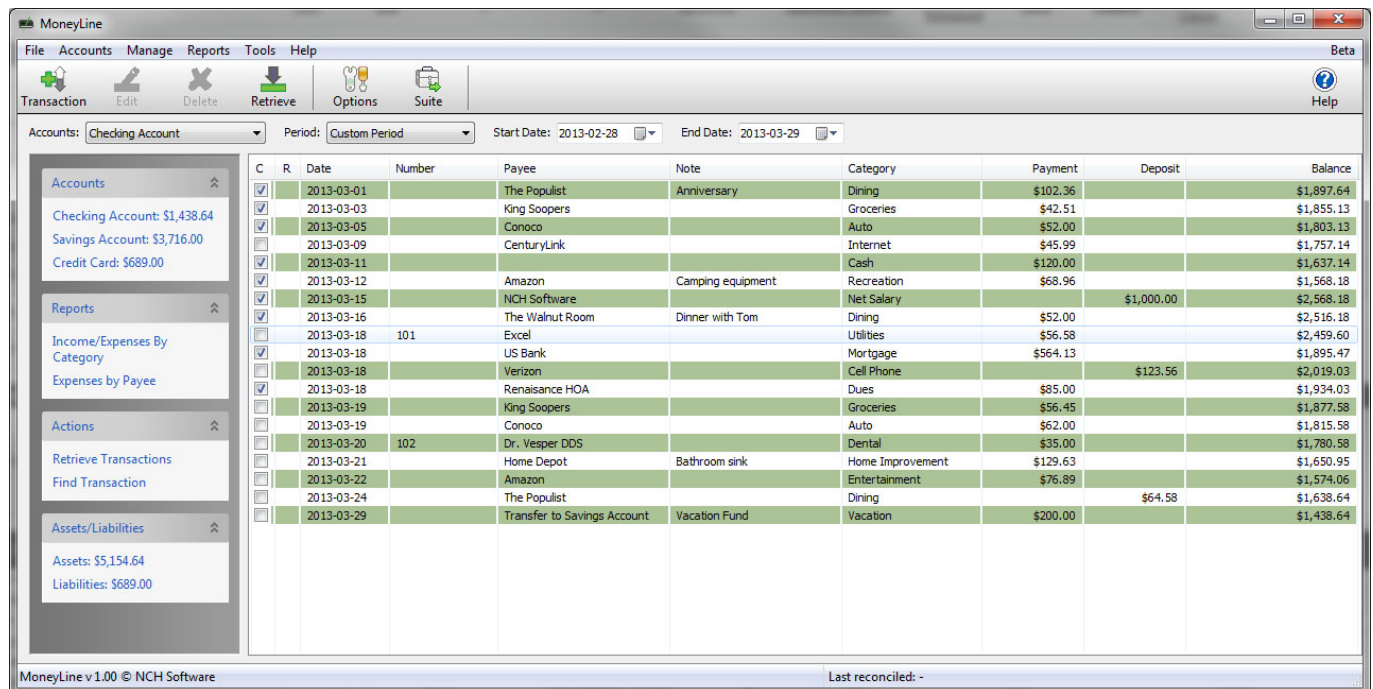 MoneyLine
File Accounts Manage Reports Tools Help Beta
Transaction Edit Delete Retrieve Options Suite Help
Accounts: Checking Account Period: Custom Period Start Date: 2013-02-28 End Date: 2013-03-29
Accounts
Checking Account: $1,438.64
Savings Account: $3,716.00
Credit Card: $689.00
Reports
Income/Expenses By
Category
Expenses by Payee
Actions
Retrieve Transactions
Find Transaction
Assets/Liabilities
Assets: $5,154.64
Liabilities: $689.00
C R Date Number Payee Note Category Payment Deposit Balance
2013-03-01 The Populist Anniversary Dining $102.36 $1,897.64
2013-03-03 King Soopers Groceries $42.51 $1,855.13
2013-03-05 Conoco Auto $52.00 $1,803.13
2013-03-09 CenturyLink Internet $45.99 $1,757.14
2013-03-11 Cash $120.00 $1,637.14
2013-03-12 Amazon Camping equipment Recreation $68.96 $1,568.18
2013-03-15 NCH Software Net Salary $1,000.00 $2,568.18
2013-03-16 The Walnut Room Dinner with Tom Dining $52.00 $2,516.18
2013-03-18 101 Excel Utilities $56.58 $2,459.60
2013-03-18 US Bank Mortgage $564.13 $1,895.47
2013-03-18 Verizon Cell Phone $123.56 $2,019.03
2013-03-18 Renaisance HOA Dues $85.00 $1,934.03
2013-03-19 King Soopers Groceries $56.45 $1,877.58
2013-03-19 Conoco Auto $62.00 $1,815.58
2013-03-20 102 Dr. Vesper DDS Dental $35.00 $1,780.58
2013-03-21 Home Depot Bathroom sink Home Improvement $129.63 $1,650.95
2013-03-22 Amazon Entertainment $76.89 $1,574.06
2013-03-24 The Populist Dining $64.58 $1,638.64
2013-03-29 Transfer to Savings Account Vacation Fund Vacation $200.00 $1,438.64
MoneyLine v 1.00 © NCH Software Last reconciled: -